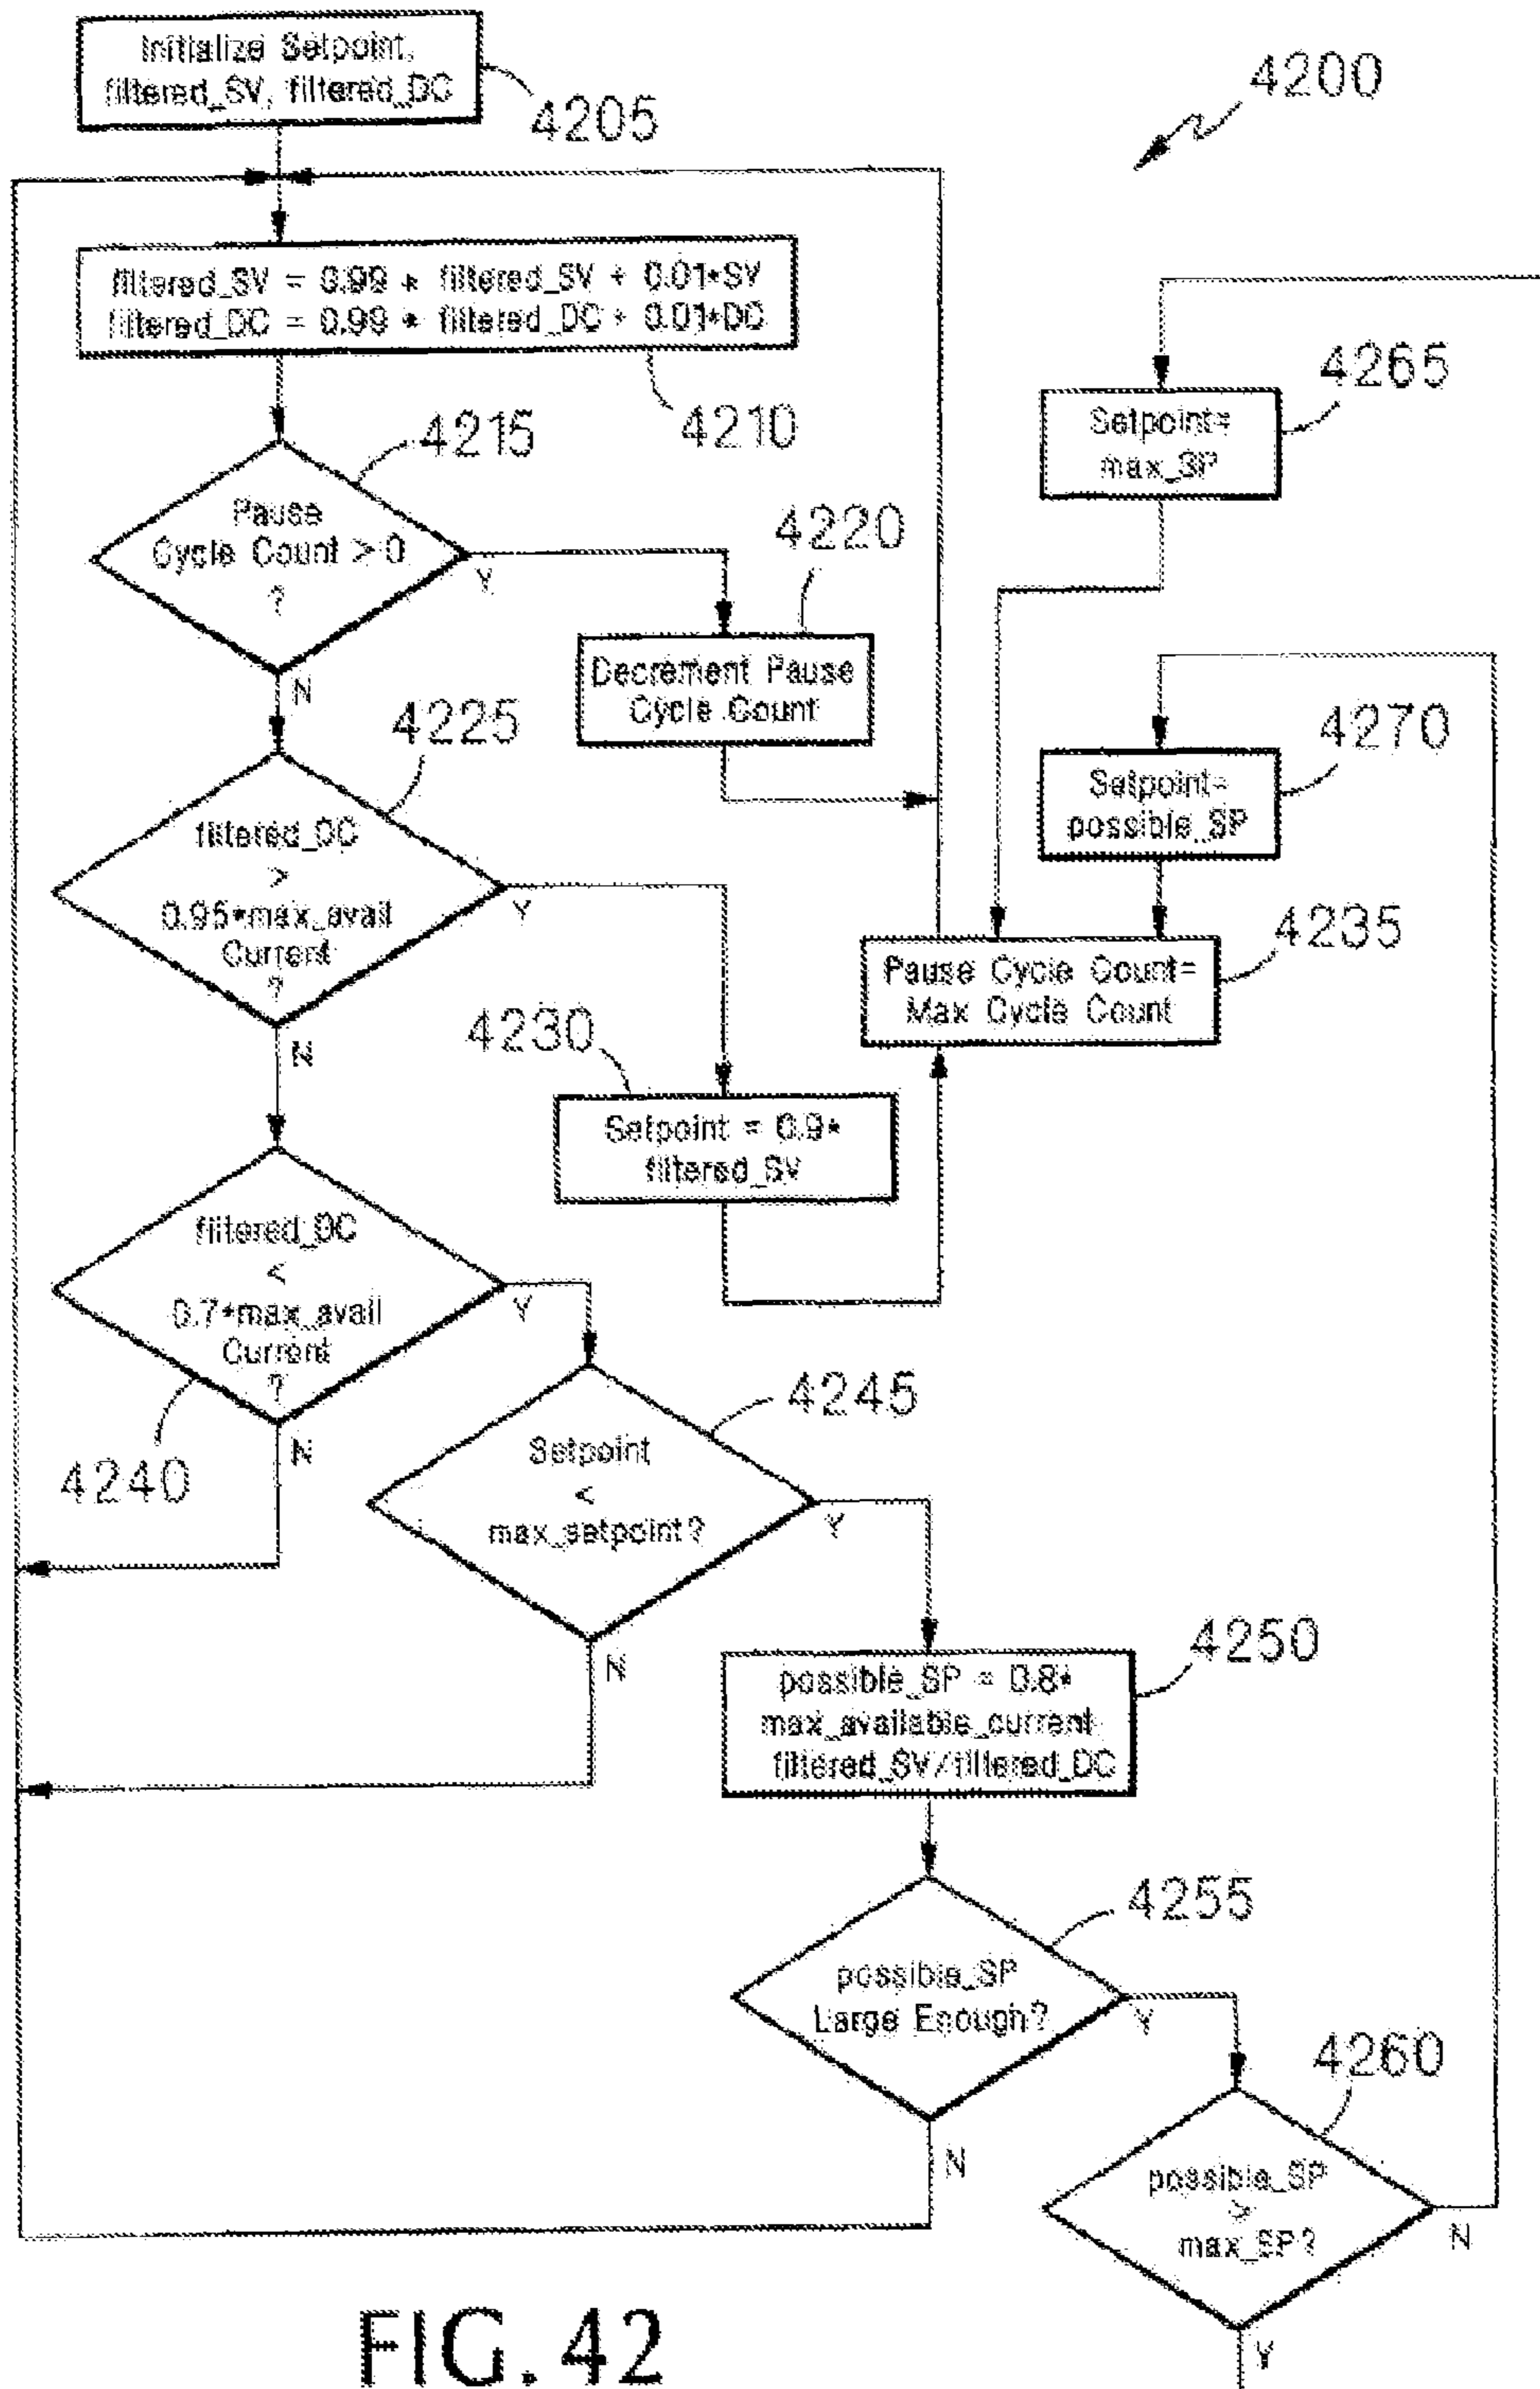 Initialize Setpoint,
filtered_SV, filtered_DC
4205
4200
filtered_SV = 0.99 * filtered_SV + 0.01*SV
filtered_DC = 0.99 * filtered_DC + 0.01*DC
4210
4265
Setpoint=
max_SP
4215
Pause
Cycle Count > 0
?
Y
N
4220
Decrement Pause
Cycle Count
4225
filtered_DC
>
0.95*max_avail
Current
?
Y
N
4270
Setpoint=
possible_SP
4235
Pause Cycle Count=
Max Cycle Count
4230
Setpoint = 0.9*
filtered_SV
filtered_DC
<
0.7*max_avail
Current
?
Y
N
4240
4245
Setpoint
<
max_setpoint?
Y
N
4250
possible_SP = 0.8*
max_available_current
filtered_SV/filtered_DC
4255
possible_SP
Large Enough?
Y
N
4260
possible_SP
>
max_SP?
N
Y
FIG. 42